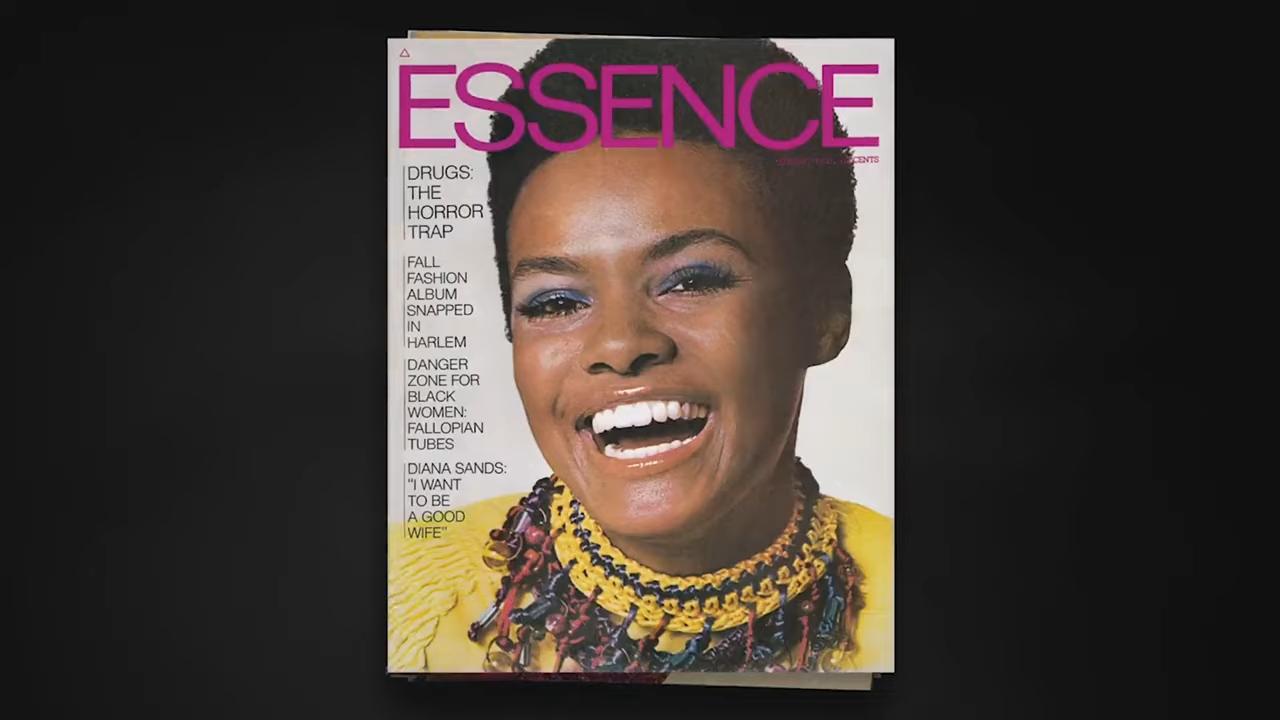 ESSENCE
CENTS
DRUGS:
THE
HORROR
TRAP
FALL
FASHION
ALBUM
SNAPPED
IN
HARLEM
DANGER
ZONE FOR
BLACK
WOMEN:
FALLOPIAN
TUBES
DIANA SANDS:
"I WANT
TO BE
A GOOD
WIFE"